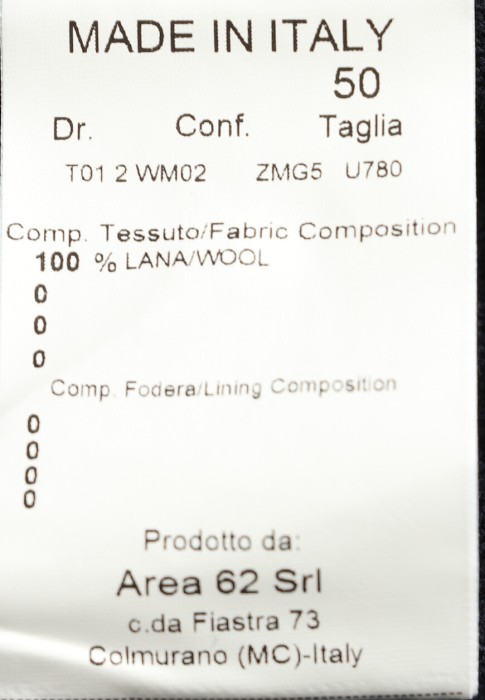 MADE IN ITALY
50
Dr. Conf. Taglia
T01 2 WM02 ZMG5 U780
Comp. Tessuto/Fabric Composition
100 % LANA/WOOL
0
0
0
Comp. Fodera/Lining Composition
0
0
0
0
Prodotto da:
Area 62 Srl
c.da Fiastra 73
Colmurano (MC)-Italy